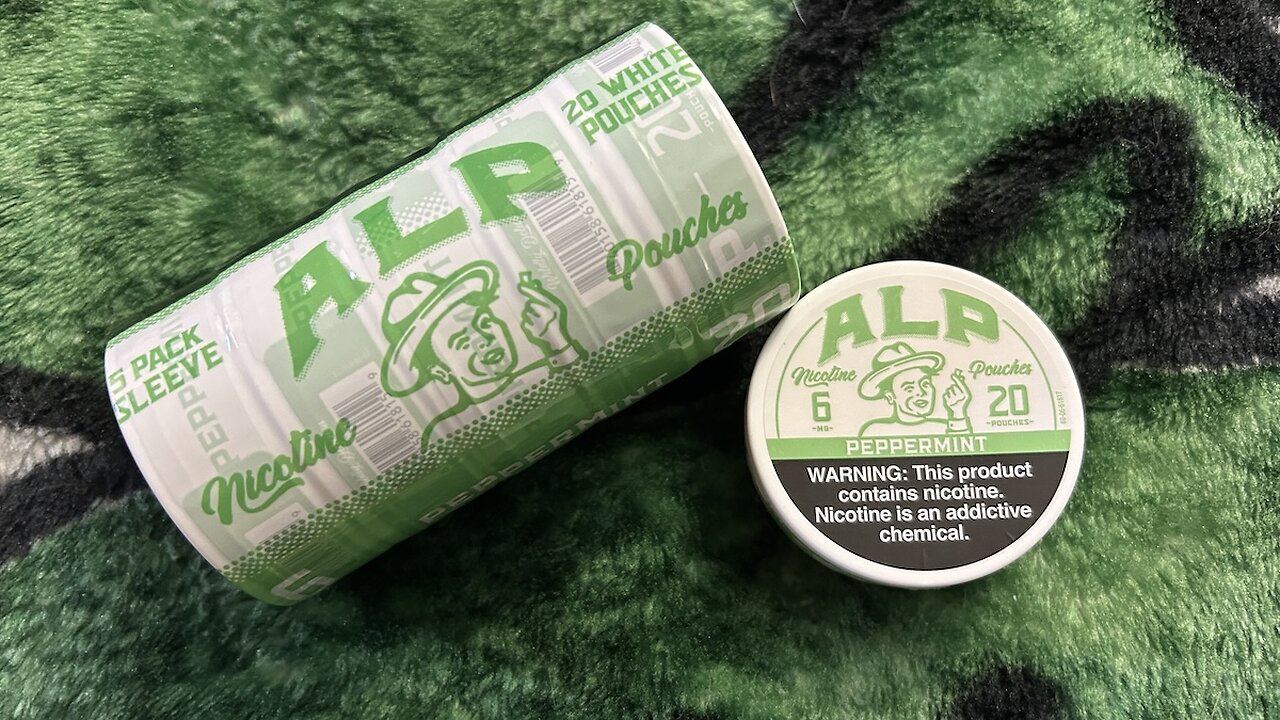 20 WHITE
POUCHES
ALP
Pouches
5 PACK
SLEEVE
Nicotine
PEPPERMINT
ALP
Nicotine
Pouches
6
-MG-
20
-POUCHES-
PEPPERMINT
WARNING: This product
contains nicotine.
Nicotine is an addictive
chemical.